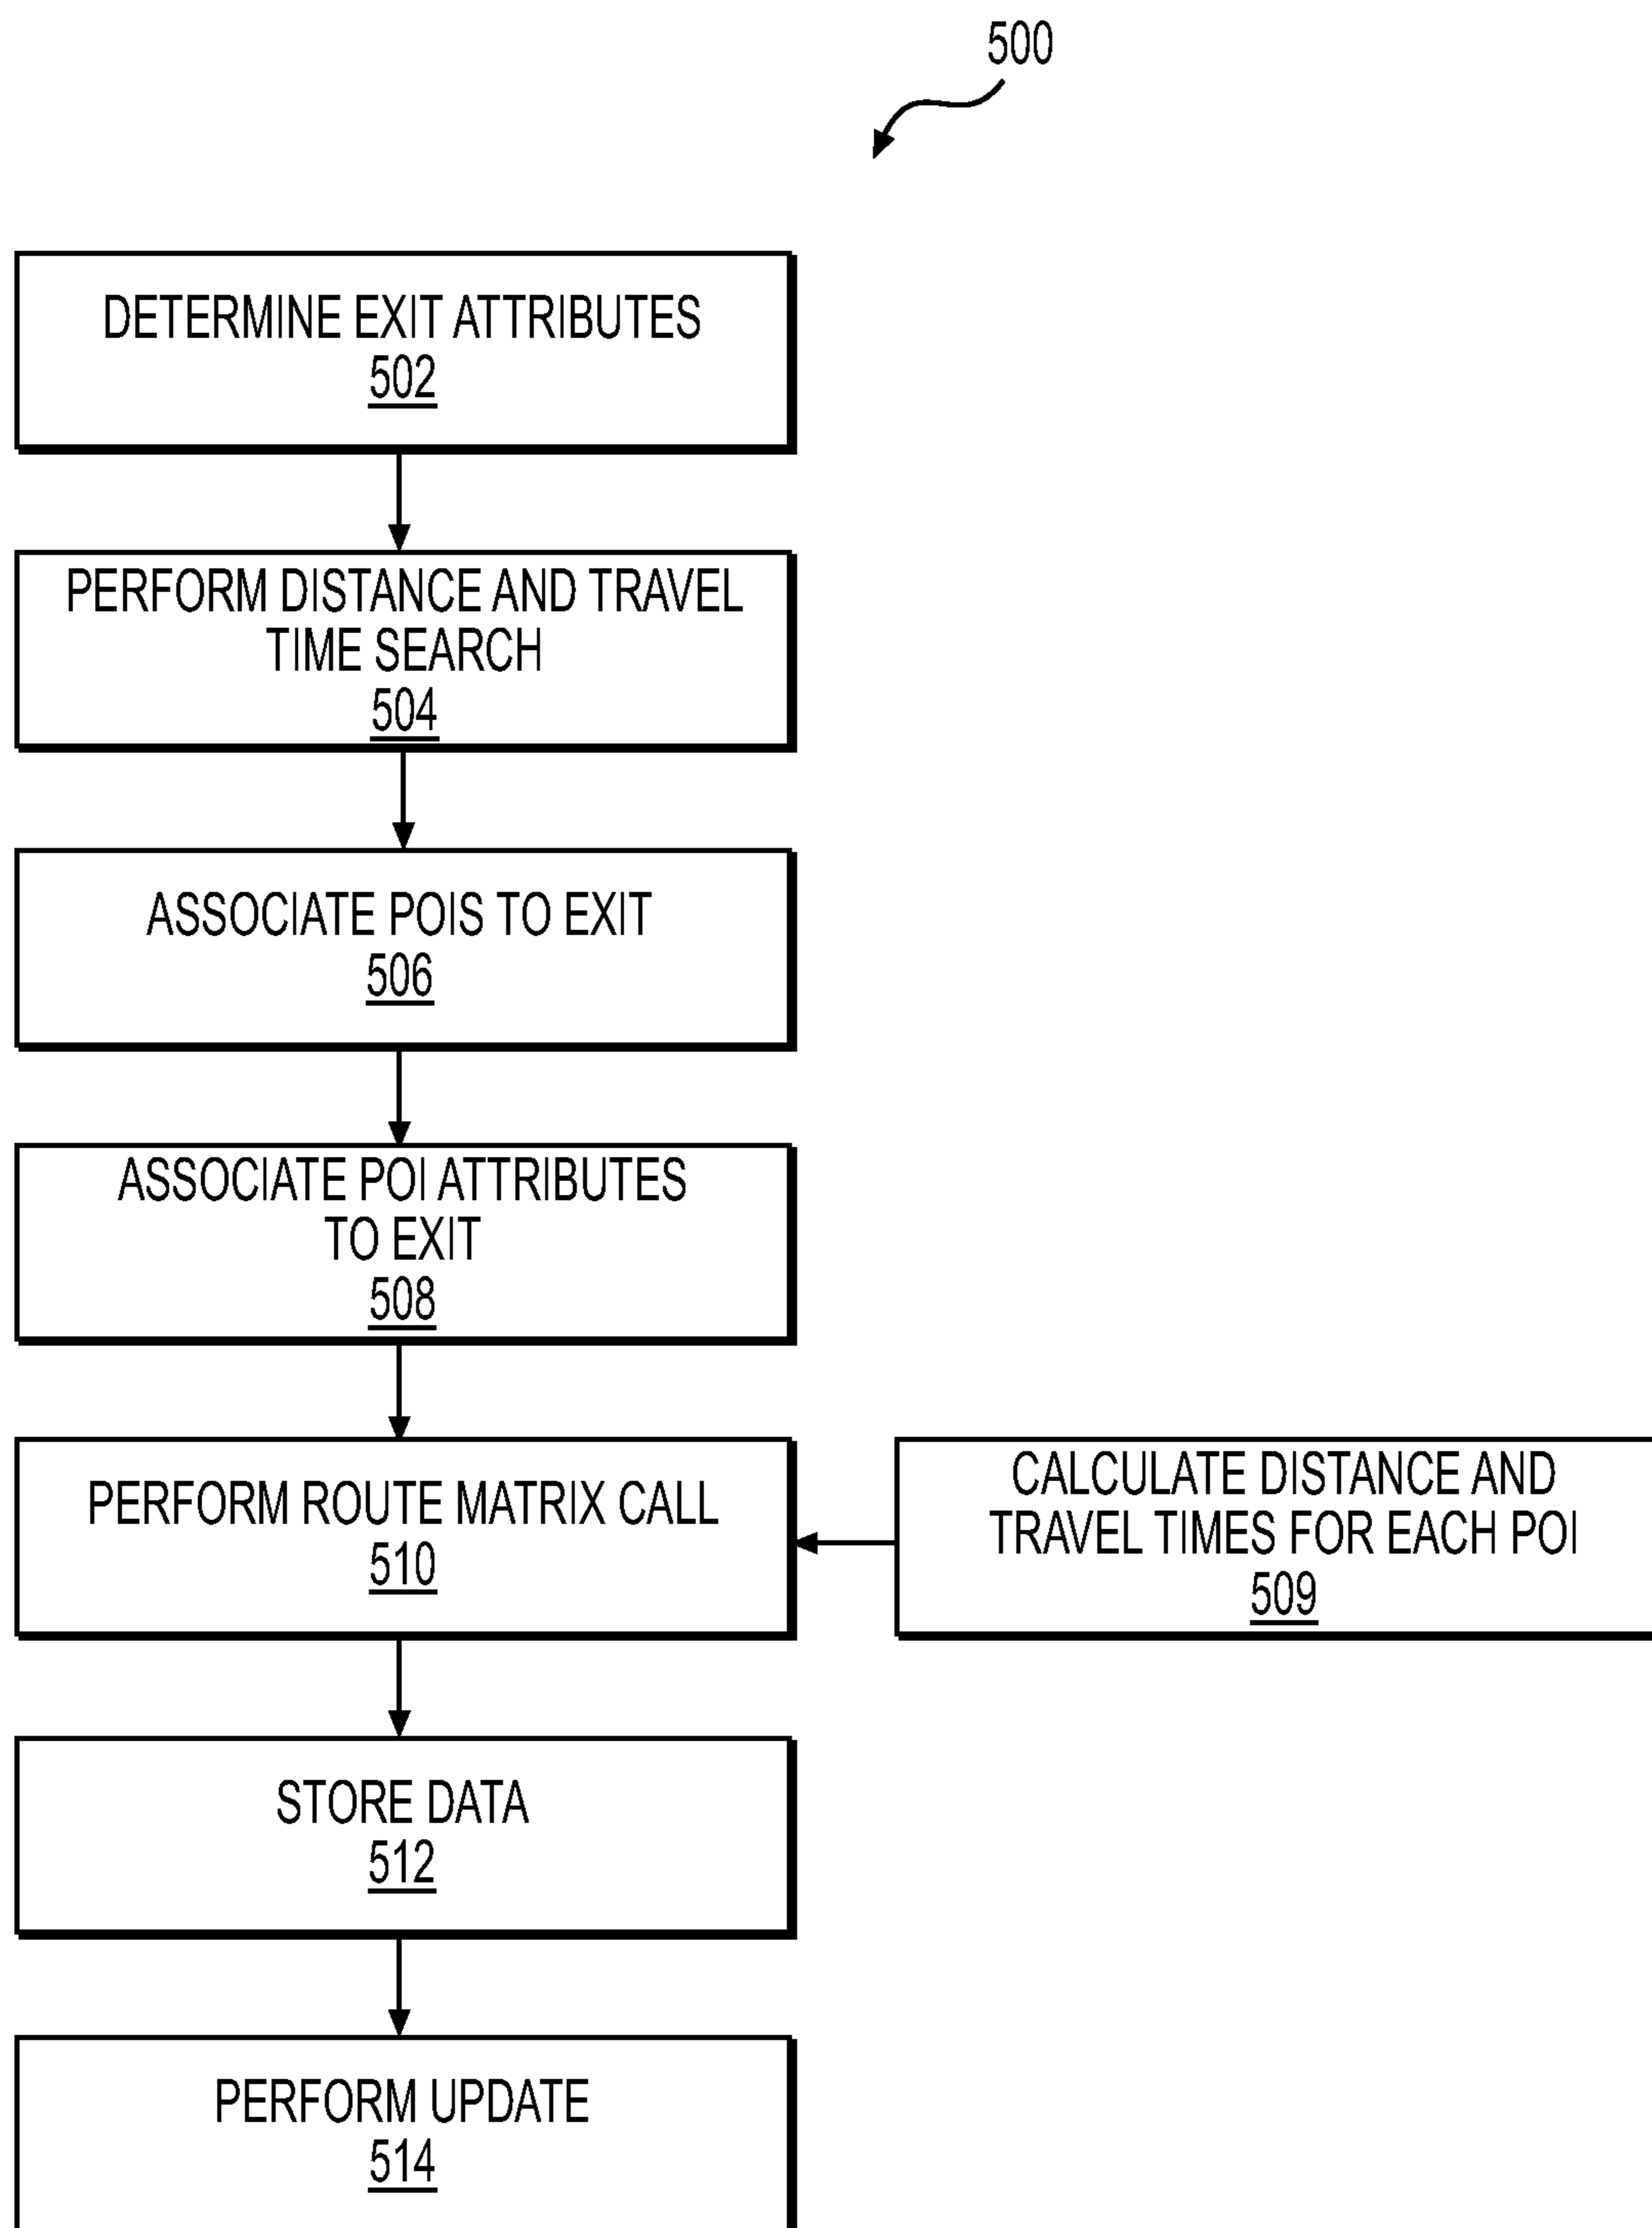 500
DETERMINE EXIT ATTRIBUTES
502
PERFORM DISTANCE AND TRAVEL
TIME SEARCH
504
ASSOCIATE POIS TO EXIT
506
ASSOCIATE POI ATTRIBUTES
TO EXIT
508
PERFORM ROUTE MATRIX CALL
510
CALCULATE DISTANCE AND
TRAVEL TIMES FOR EACH POI
509
STORE DATA
512
PERFORM UPDATE
514